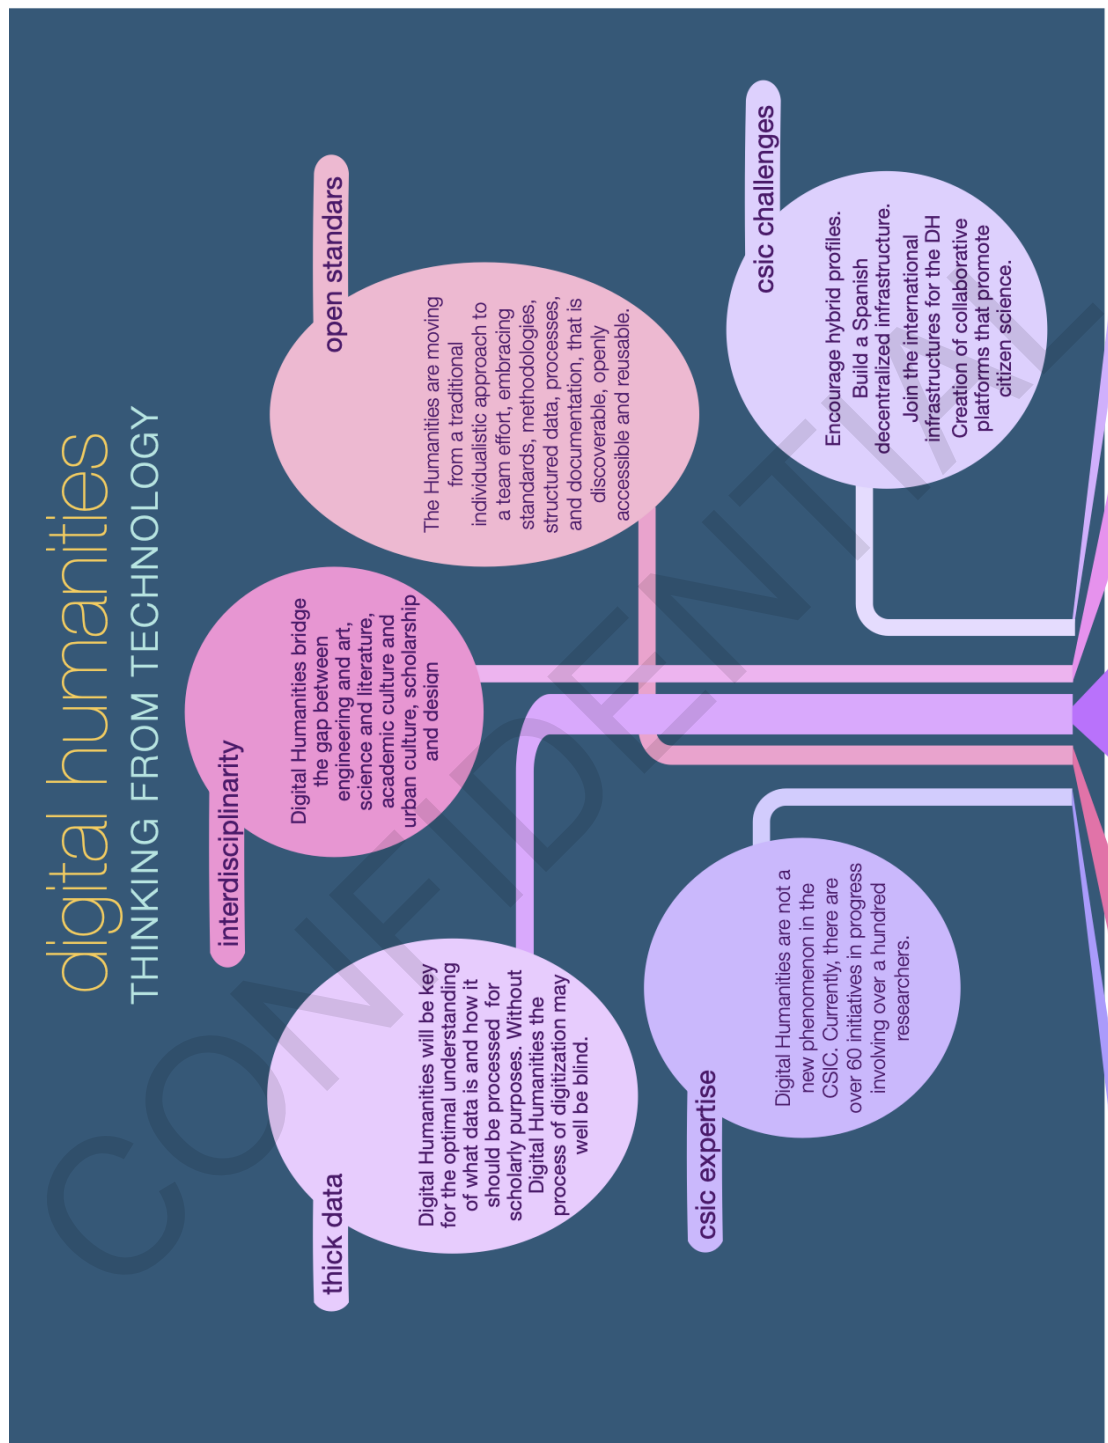 digital humanities
THINKING FROM TECHNOLOGY
thick data
Digital Humanities will be key
for the optimal understanding
of what data is and how it
should be processed for
scholarly purposes. Without
Digital Humanities the
process of digitization may
well be blind.
interdisciplinarity
Digital Humanities bridge
the gap between
engineering and art,
science and literature,
academic culture and
urban culture, scholarship
and design
open standars
The Humanities are moving
from a traditional
individualistic approach to
a team effort, embracing
standards, methodologies,
structured data, processes,
and documentation, that is
discoverable, openly
accessible and reusable.
csic expertise
Digital Humanities are not a
new phenomenon in the
CSIC. Currently, there are
over 60 initiatives in progress
involving over a hundred
researchers.
csic challenges
Encourage hybrid profiles.
Build a Spanish
decentralized infrastructure.
Join the international
infrastructures for the DH
Creation of collaborative
platforms that promote
citizen science.
CONFIDENTIAL